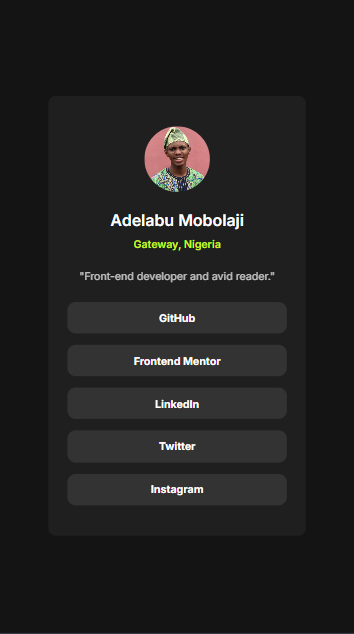 Adelabu Mobolaji
Gateway, Nigeria
"Front-end developer and avid reader."
GitHub
Frontend Mentor
LinkedIn
Twitter
Instagram